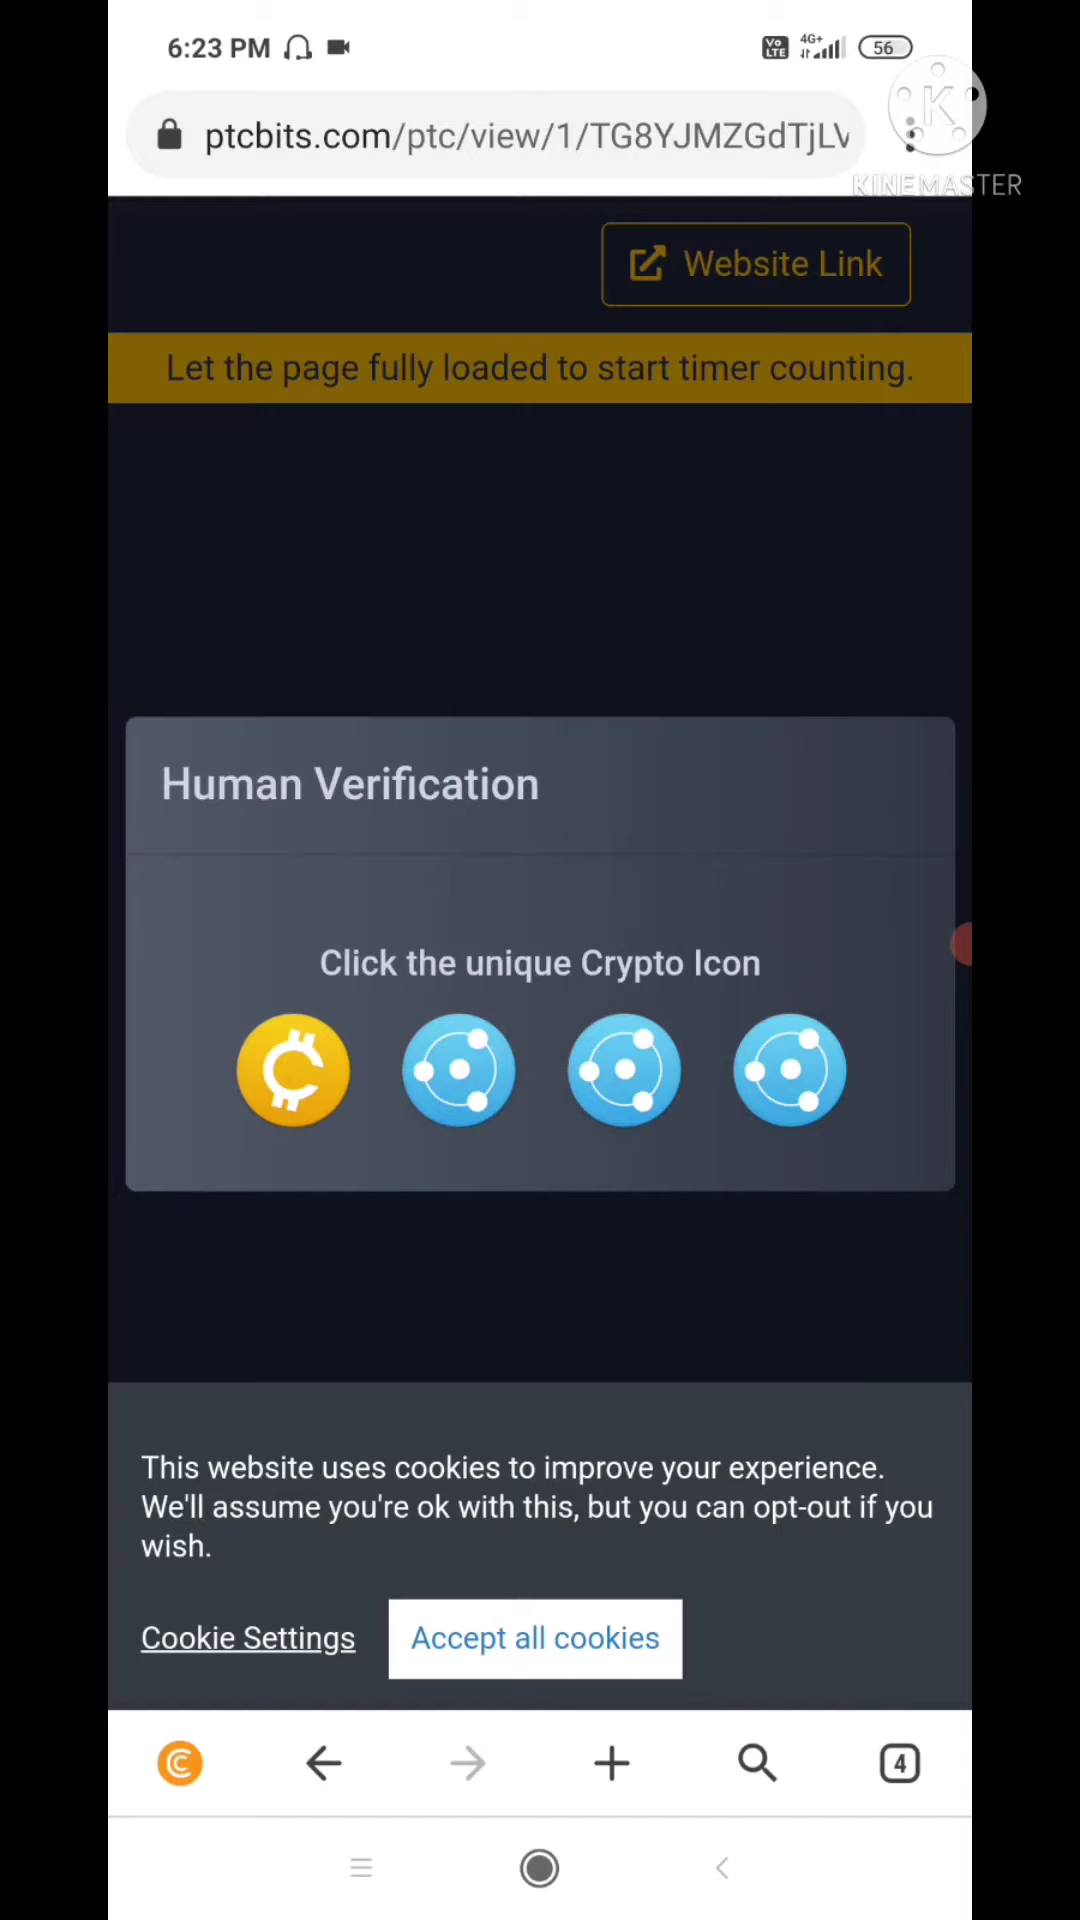 6:23 PM
Vo LTE
4G+
56
ptcbits.com/ptc/view/1/TG8YJMZGdTjLV
K
KINEMASTER
Website Link
Let the page fully loaded to start timer counting.
Human Verification
Click the unique Crypto Icon
This website uses cookies to improve your experience.
We'll assume you're ok with this, but you can opt-out if you
wish.
Cookie Settings
Accept all cookies
4